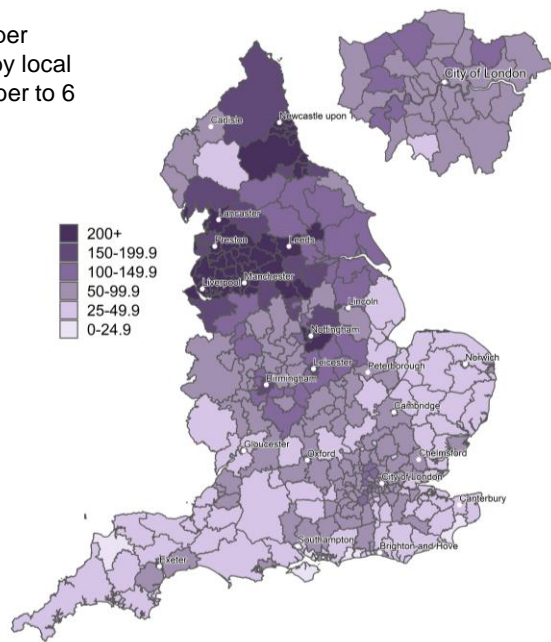 per
by local
ber to 6
City of London
Carlisle
Newcastle upon
Lancaster
Preston
Leeds
Liverpool
Manchester
200+
150-199.9
100-149.9
50-99.9
25-49.9
0-24.9
Lincoln
Nottingham
Leicester
Peterborough
Norwich
Birmingham
Cambridge
Gloucester
Oxford
Chelmsford
City of London
Canterbury
Southampton
Brighton and Hove
Exeter